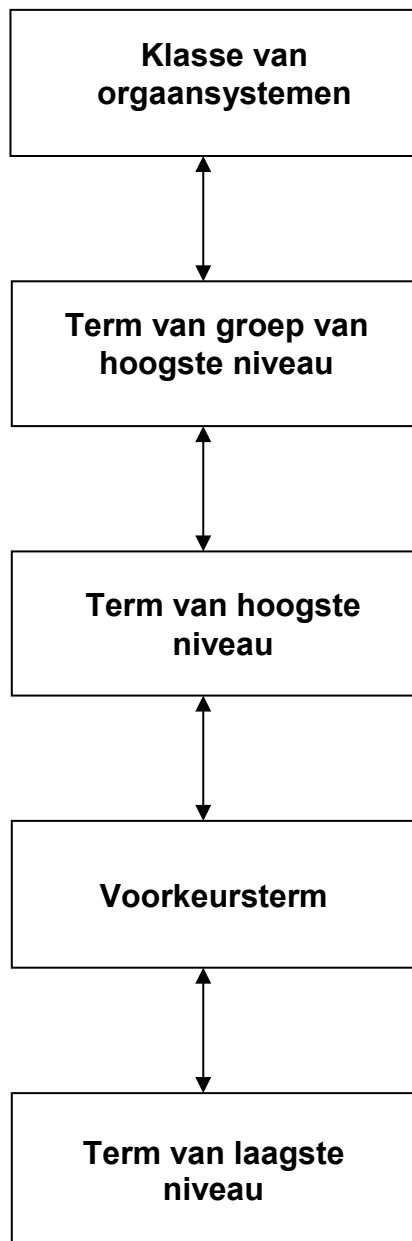 Klasse van
orgaansystemen
Term van groep van
hoogste niveau
Term van hoogste
niveau
Voorkeursterm
Term van laagste
niveau